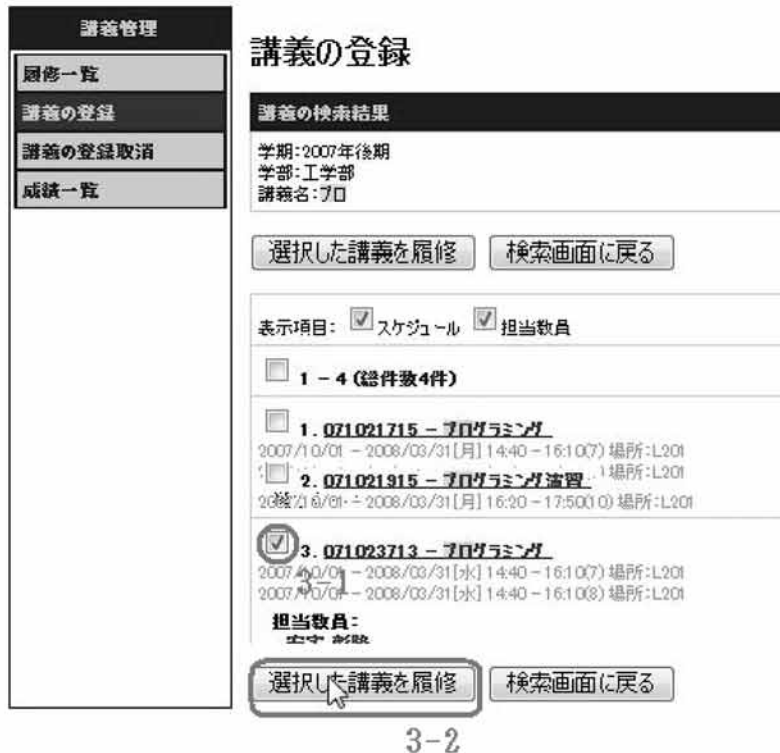 講義管理
履修一覧
講義の登録
講義の登録取消
成績一覧
講義の登録
講義の検索結果
学期:2007年後期
学部:工学部
講義名:プロ
選択した講義を履修
検索画面に戻る
表示項目: スケジュール 担当教員
1 - 4 (総件数4件)
1. 071021715 - プログラミング
2007/10/01 - 2008/03/31[月] 14:40 - 16:10(7) 場所:L201
場所:L201
2. 071021915 - プログラミング演習
- 2008/03/31[月] 16:20 - 17:50(10) 場所:L201
3. 071023713 - プログラミング
2007/10/01 - 2008/03/31[水] 14:40 - 16:10(7) 場所:L201
2007/10/01 - 2008/03/31[水] 14:40 - 16:10(8) 場所:L201
3-1
担当教員:
選択した講義を履修
検索画面に戻る
3-2